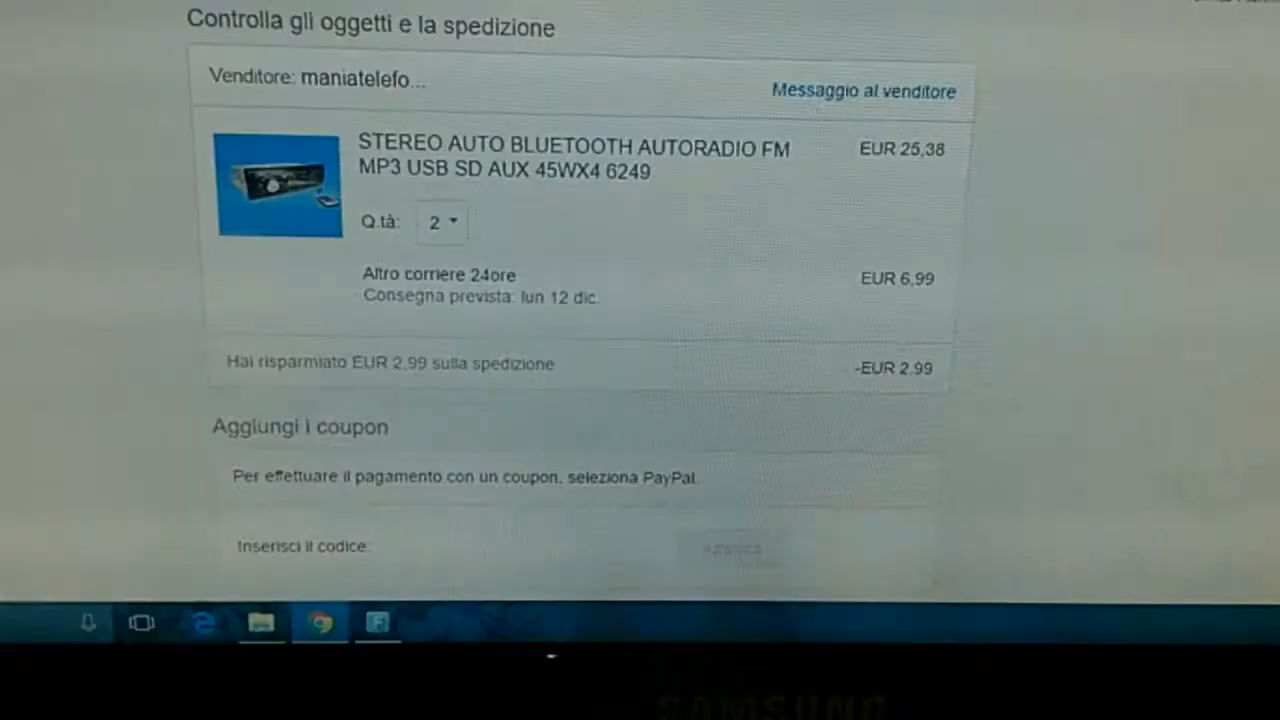 Controlla gli oggetti e la spedizione
Venditore: maniatelefo...
Messaggio al venditore
STEREO AUTO BLUETOOTH AUTORADIO FM
MP3 USB SD AUX 45WX4 6249
EUR 25,38
Q.tà: 2
Altro corriere 24ore
EUR 6,99
Consegna prevista: lun 12 dic.
Hai risparmiato EUR 2,99 sulla spedizione
-EUR 2,99
Aggiungi i coupon
Per effettuare il pagamento con un coupon, seleziona PayPal.
Inserisci il codice:
SAMSUNG